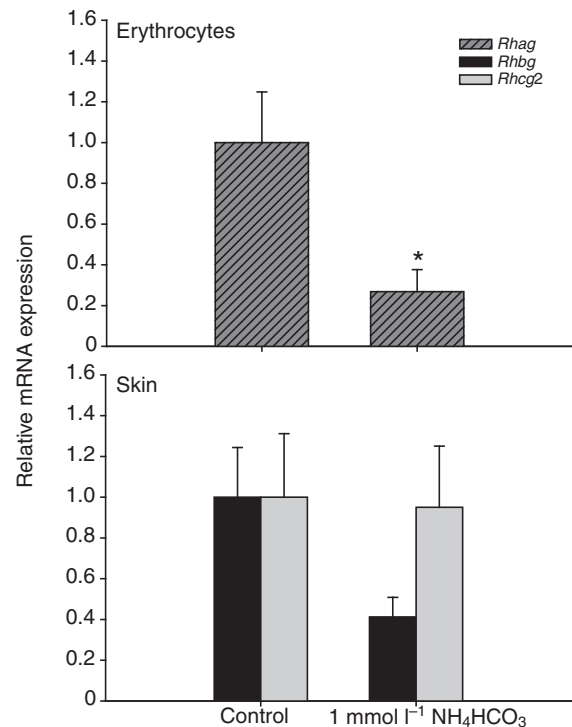 Erythrocytes
Rhag
Rhbg
Rhcg2
1.6
1.4
1.2
1.0
0.8
0.6
0.4
0.2
0
*
Relative mRNA expression
Skin
1.6
1.4
1.2
1.0
0.8
0.6
0.4
0.2
0
Control
1 mmol l⁻¹ NH₄HCO₃